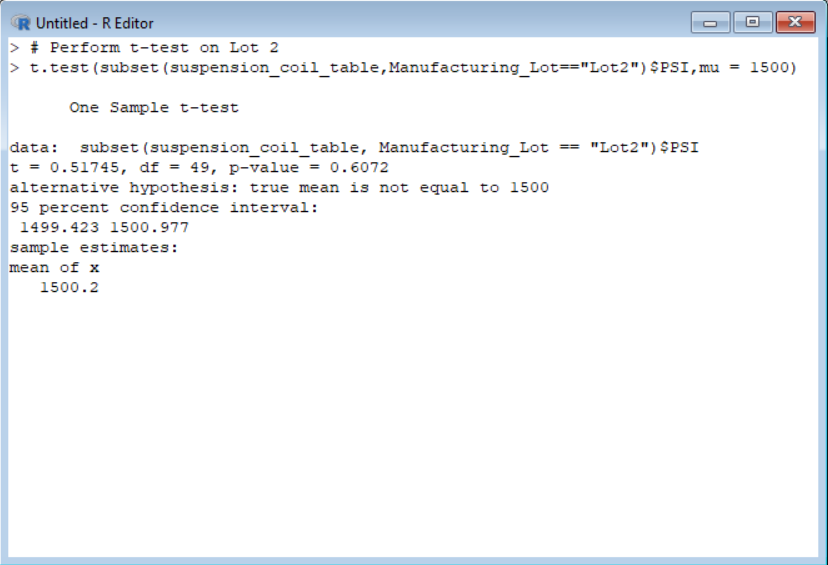 Untitled - R Editor
> # Perform t-test on Lot 2
> t.test(subset(suspension_coil_table,Manufacturing_Lot=="Lot2")$PSI,mu = 1500)
One Sample t-test
data:  subset(suspension_coil_table, Manufacturing_Lot == "Lot2")$PSI
t = 0.51745, df = 49, p-value = 0.6072
alternative hypothesis: true mean is not equal to 1500
95 percent confidence interval:
1499.423 1500.977
sample estimates:
mean of x
1500.2